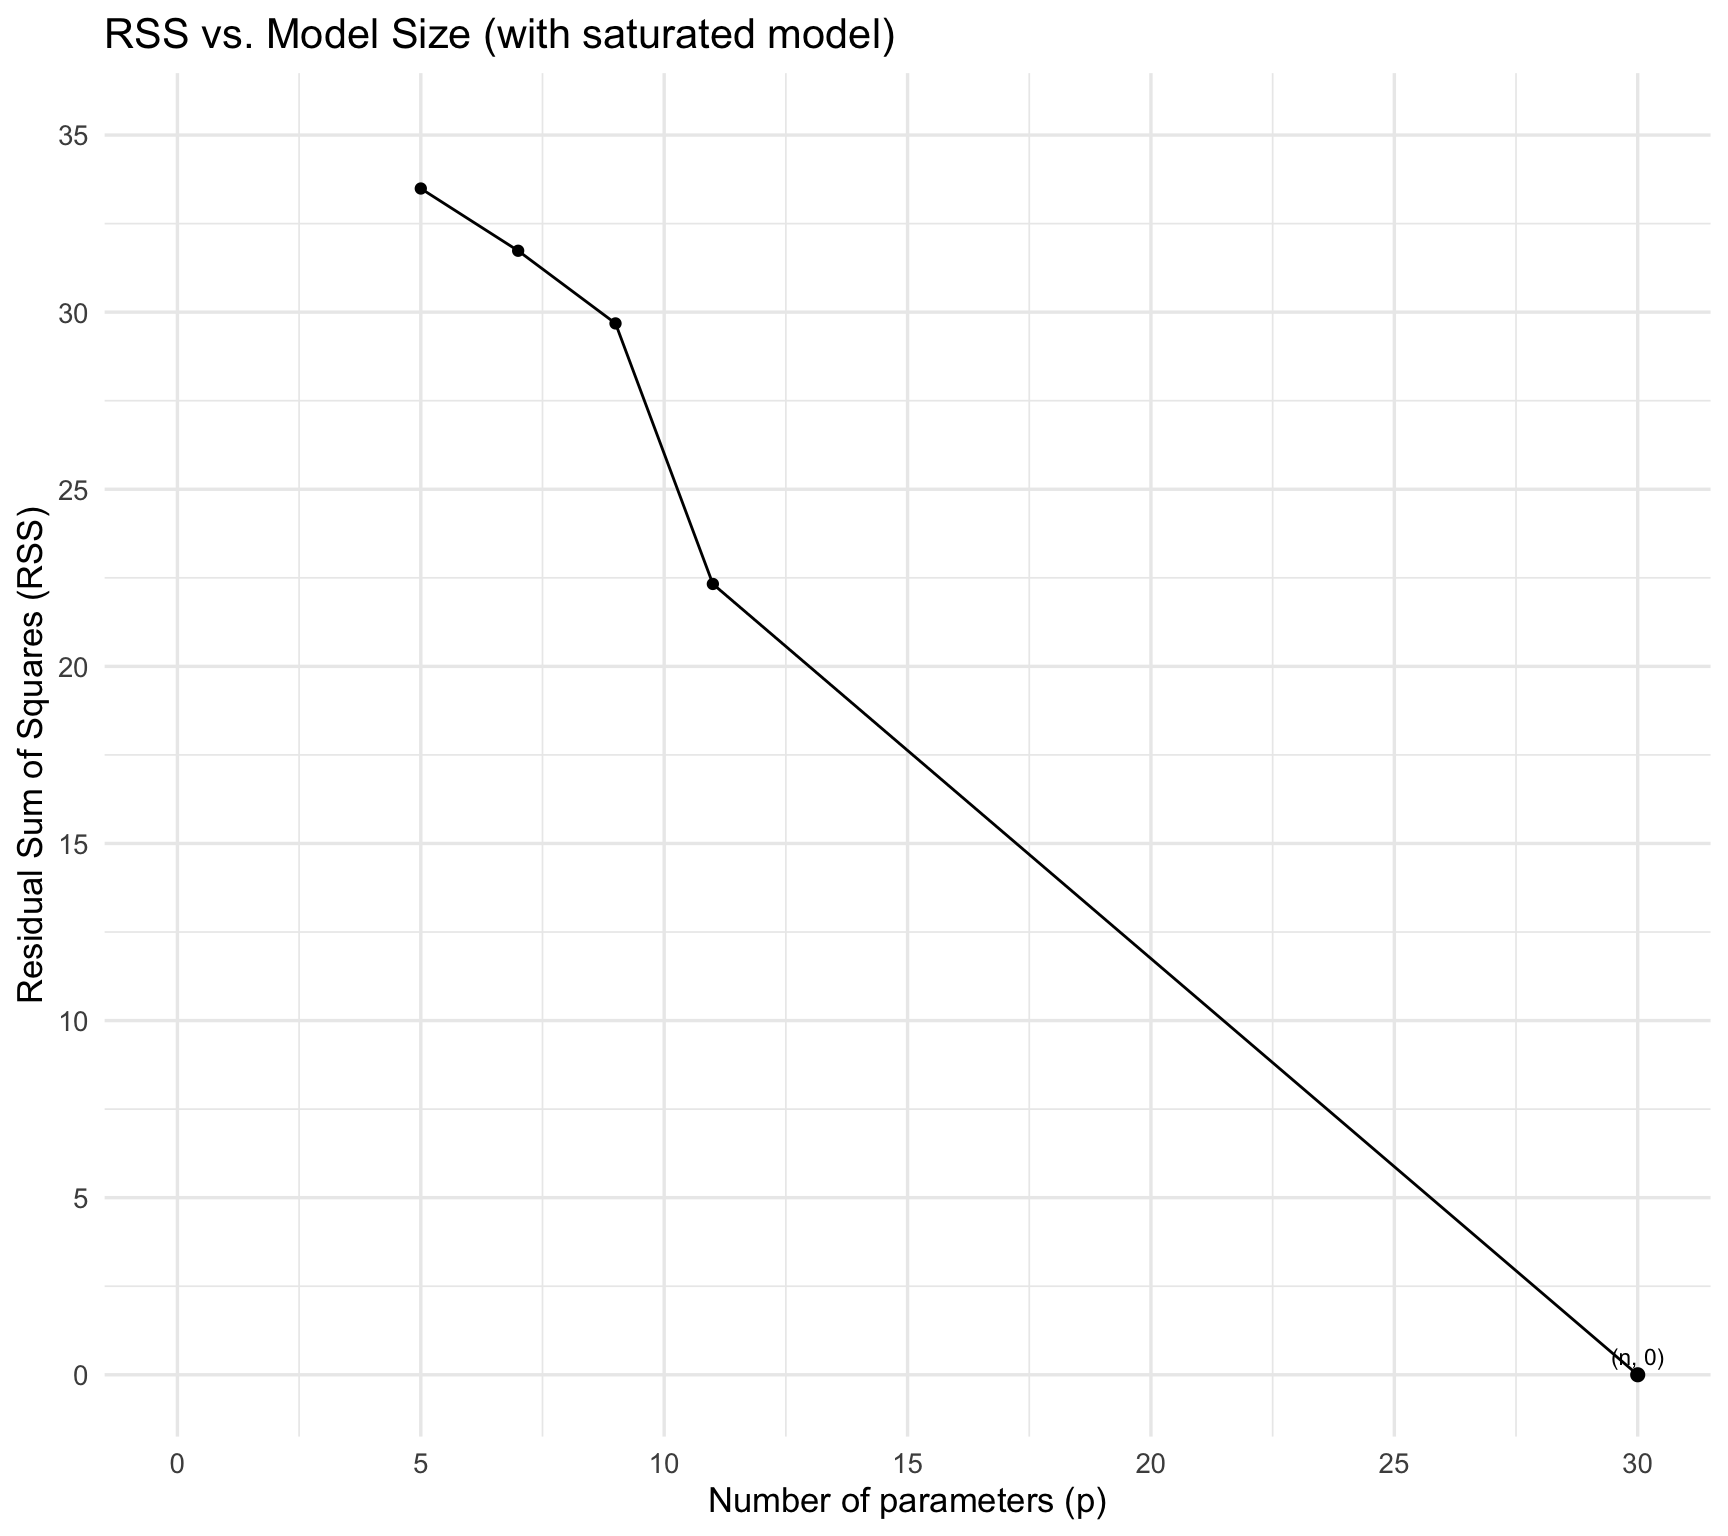 RSS vs. Model Size (with saturated model)
Residual Sum of Squares (RSS)
35
30
25
20
15
10
5
0
(n, 0)
0 5 10 15 20 25 30
Number of parameters (p)